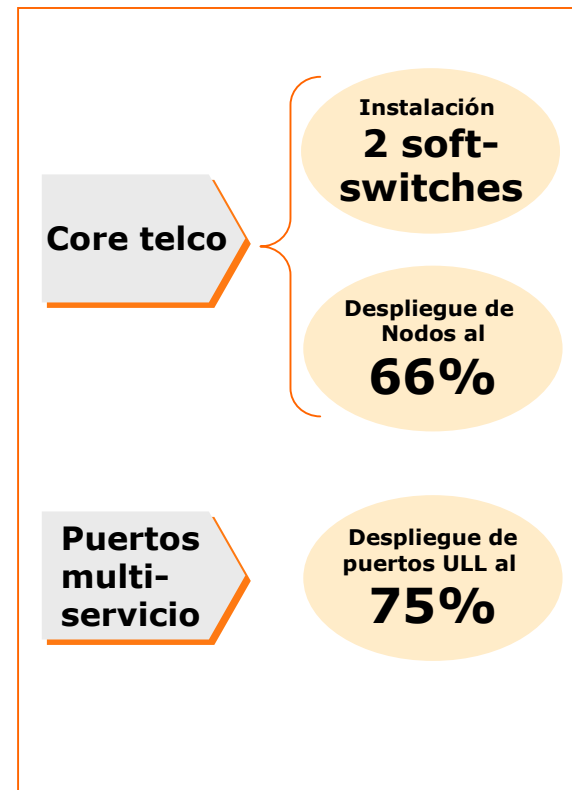 Core telco
Instalación
2 soft-
switches
Despliegue de
Nodos al
66%
Puertos
multi-
servicio
Despliegue de
puertos ULL al
75%